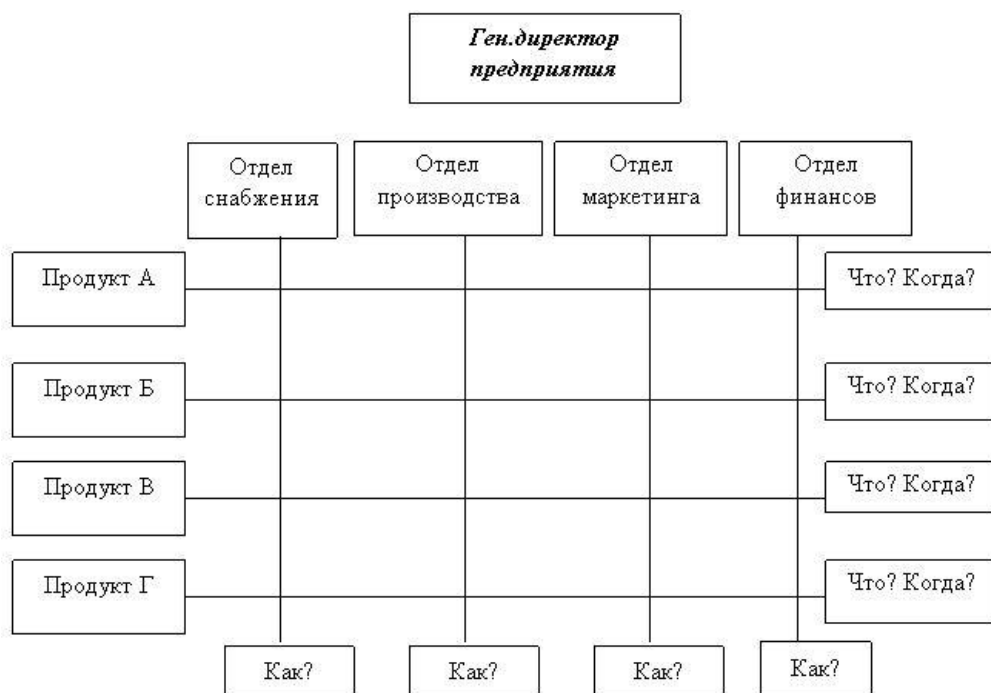 Ген.директор
предприятия
Отдел
снабжения
Отдел
производства
Отдел
маркетинга
Отдел
финансов
Продукт А
Что? Когда?
Продукт Б
Что? Когда?
Продукт В
Что? Когда?
Продукт Г
Что? Когда?
Как?
Как?
Как?
Как?